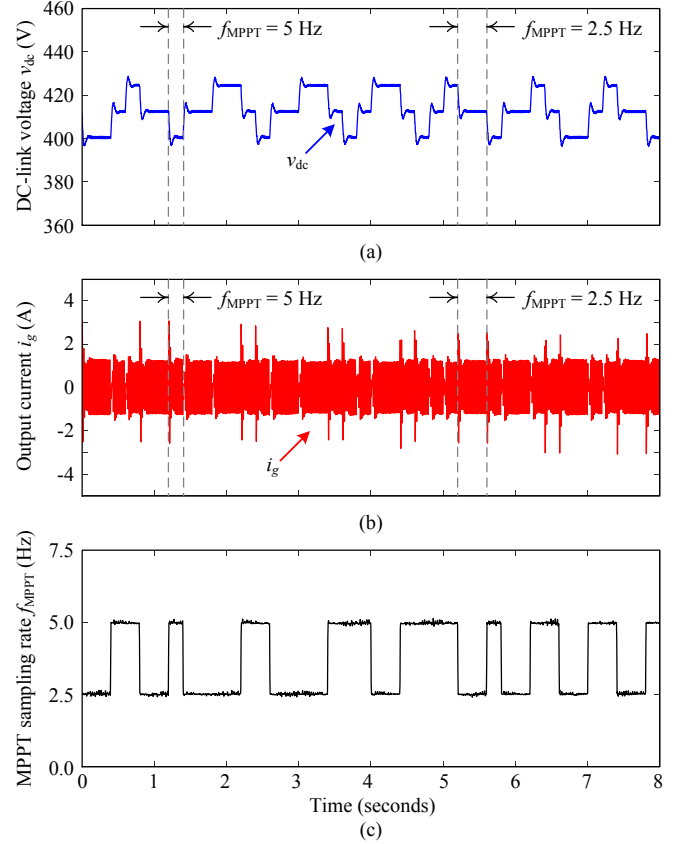 460
440
420
400
380
360
DC-link voltage vdc (V)
fMPPT = 5 Hz
fMPPT = 2.5 Hz
vdc
(a)
4
2
0
-2
-4
Output current ig (A)
fMPPT = 5 Hz
fMPPT = 2.5 Hz
ig
(b)
7.5
5.0
2.5
0.0
MPPT sampling rate fMPPT (Hz)
0 1 2 3 4 5 6 7 8
Time (seconds)
(c)